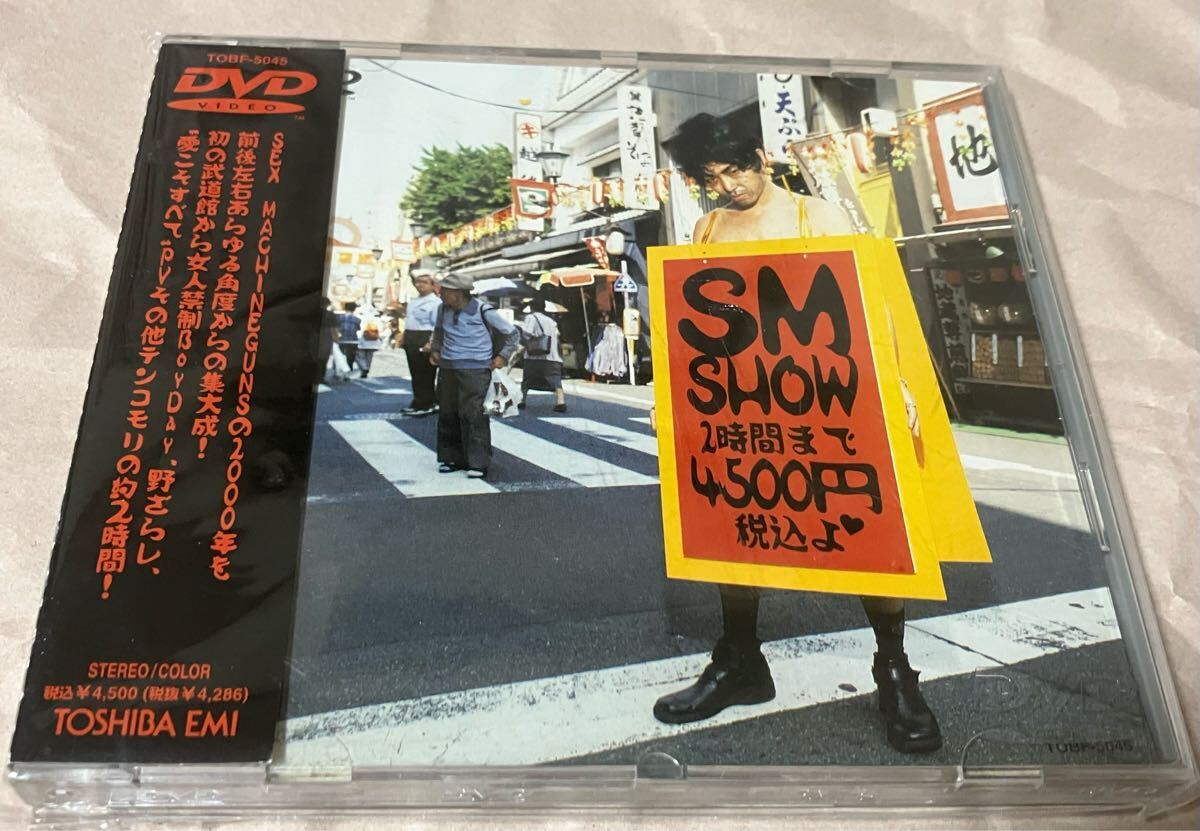 TOBF-5045
DVD
VIDEO
TM
SEX MACHINEGUNSの2000年を
前後左右あらゆる角度からの集大成!
初の武道館から女人禁制BoyDay、野ざらし、
"愛こそすべて"PVその他テンコモリの約2時間!
STEREO/COLOR
税込¥4,500(税抜¥4,286)
TOSHIBA EMI
キ
天ぷら
他
SM
SHOW
2時間まで
4500円
税込よ♥
TOBF-5045